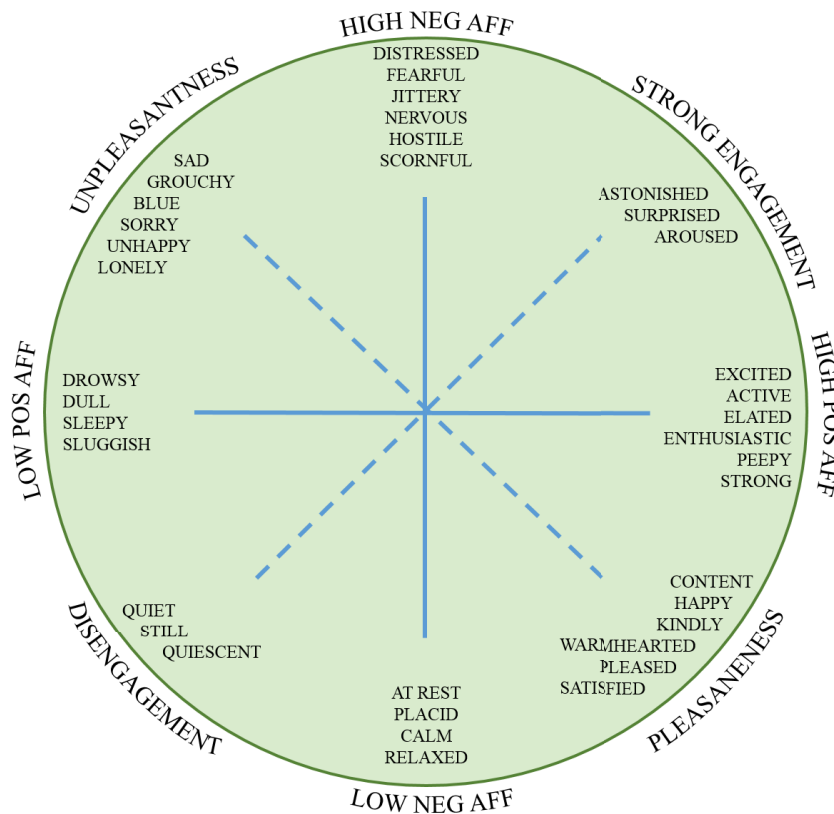 HIGH NEG AFF
DISTRESSED
FEARFUL
JITTERY
NERVOUS
HOSTILE
SCORNFUL
STRONG ENGAGEMENT
ASTONISHED
SURPRISED
AROUSED
HIGH POS AFF
EXCITED
ACTIVE
ELATED
ENTHUSIASTIC
PEEPY
STRONG
PLEASANENESS
CONTENT
HAPPY
KINDLY
WARMHEARTED
PLEASED
SATISFIED
LOW NEG AFF
AT REST
PLACID
CALM
RELAXED
DISENGAGEMENT
QUIET
STILL
QUIESCENT
LOW POS AFF
DROWSY
DULL
SLEEPY
SLUGGISH
UNPLEASANTNESS
SAD
GROUCHY
BLUE
SORRY
UNHAPPY
LONELY